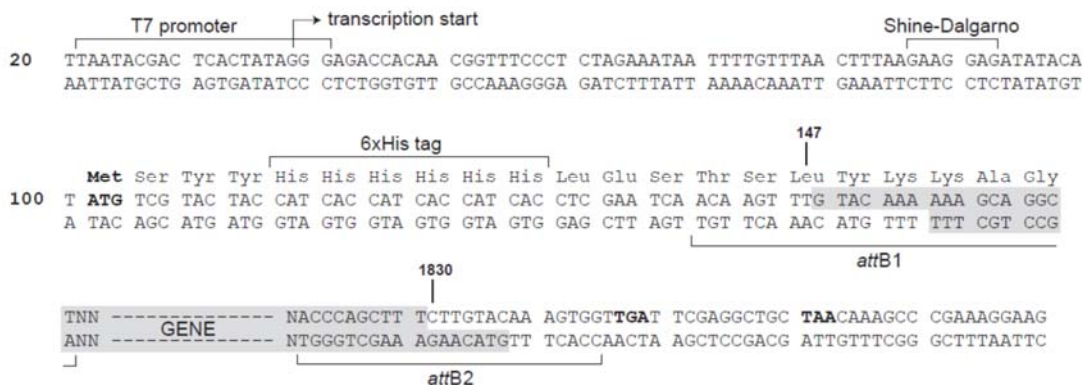 T7 promoter transcription start Shine-Dalgarno
20 TTAATACGAC TCACTATAGG GAGACCACAA CGGTTTCCCT CTAGAAATAA TTTTGTTTAA CTTTAAGAAG GAGATATACA
AATTATGCTG AGTGATATCC CTCTGGTGTT GCCAAAGGGA GATCTTTATT AAAACAAATT GAAATTCTTC CTCTATATGT
6xHis tag 147
Met Ser Tyr Tyr His His His His His His Leu Glu Ser Thr Ser Leu Tyr Lys Lys Ala Gly
100 T ATG TCG TAC TAC CAT CAC CAT CAC CAT CAC CTC GAA TCA ACA AGT TTG TAC AAA AAA GCA GGC
A TAC AGC ATG ATG GTA GTG GTA GTG GTA GTG GAG CTT AGT TGT TCA AAC ATG TTT TTT CGT CCG
attB1
1830
TNN -------------- NACCCAGCTT TCTTGTACAA AGTGGTTGAT TCGAGGCTGC TAACAAAGCC CGAAAGGAAG
GENE
ANN -------------- NTGGGTCGAA AGAACATGTT TCACCAACTA AGCTCCGACG ATTGTTTCGG GCTTTAATTC
attB2